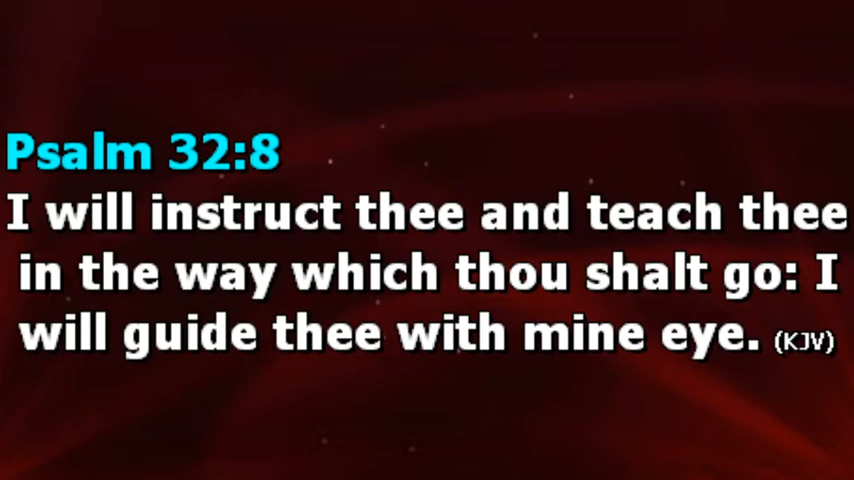 Psalm 32:8
I will instruct thee and teach thee
in the way which thou shalt go: I
will guide thee with mine eye. (KJV)